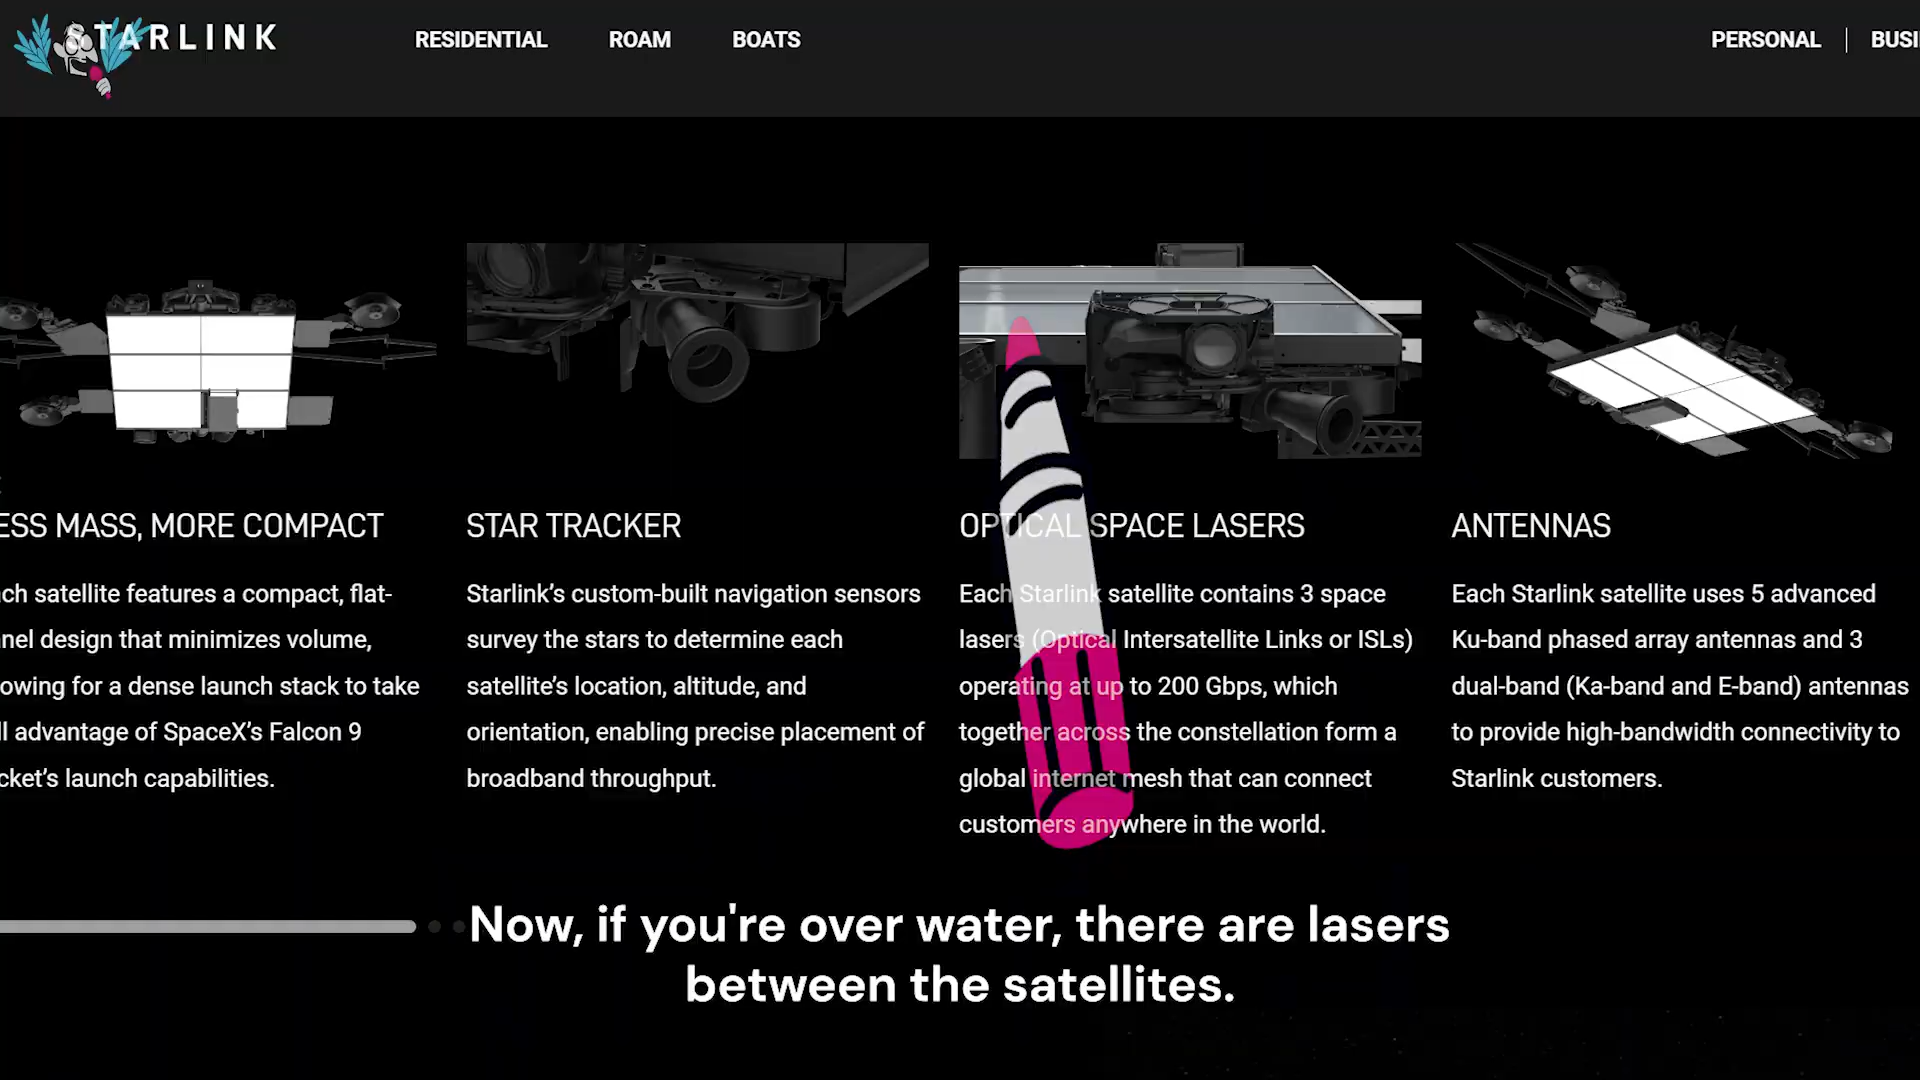 STARLINK
RESIDENTIAL
ROAM
BOATS
PERSONAL
BUSI
ESS MASS, MORE COMPACT
ch satellite features a compact, flat-
nel design that minimizes volume,
owing for a dense launch stack to take
ll advantage of SpaceX's Falcon 9
cket's launch capabilities.
STAR TRACKER
Starlink's custom-built navigation sensors
survey the stars to determine each
satellite's location, altitude, and
orientation, enabling precise placement of
broadband throughput.
OPTICAL SPACE LASERS
Each Starlink satellite contains 3 space
lasers (Optical Intersatellite Links or ISLs)
operating at up to 200 Gbps, which
together across the constellation form a
global internet mesh that can connect
customers anywhere in the world.
ANTENNAS
Each Starlink satellite uses 5 advanced
Ku-band phased array antennas and 3
dual-band (Ka-band and E-band) antennas
to provide high-bandwidth connectivity to
Starlink customers.
Now, if you're over water, there are lasers
between the satellites.